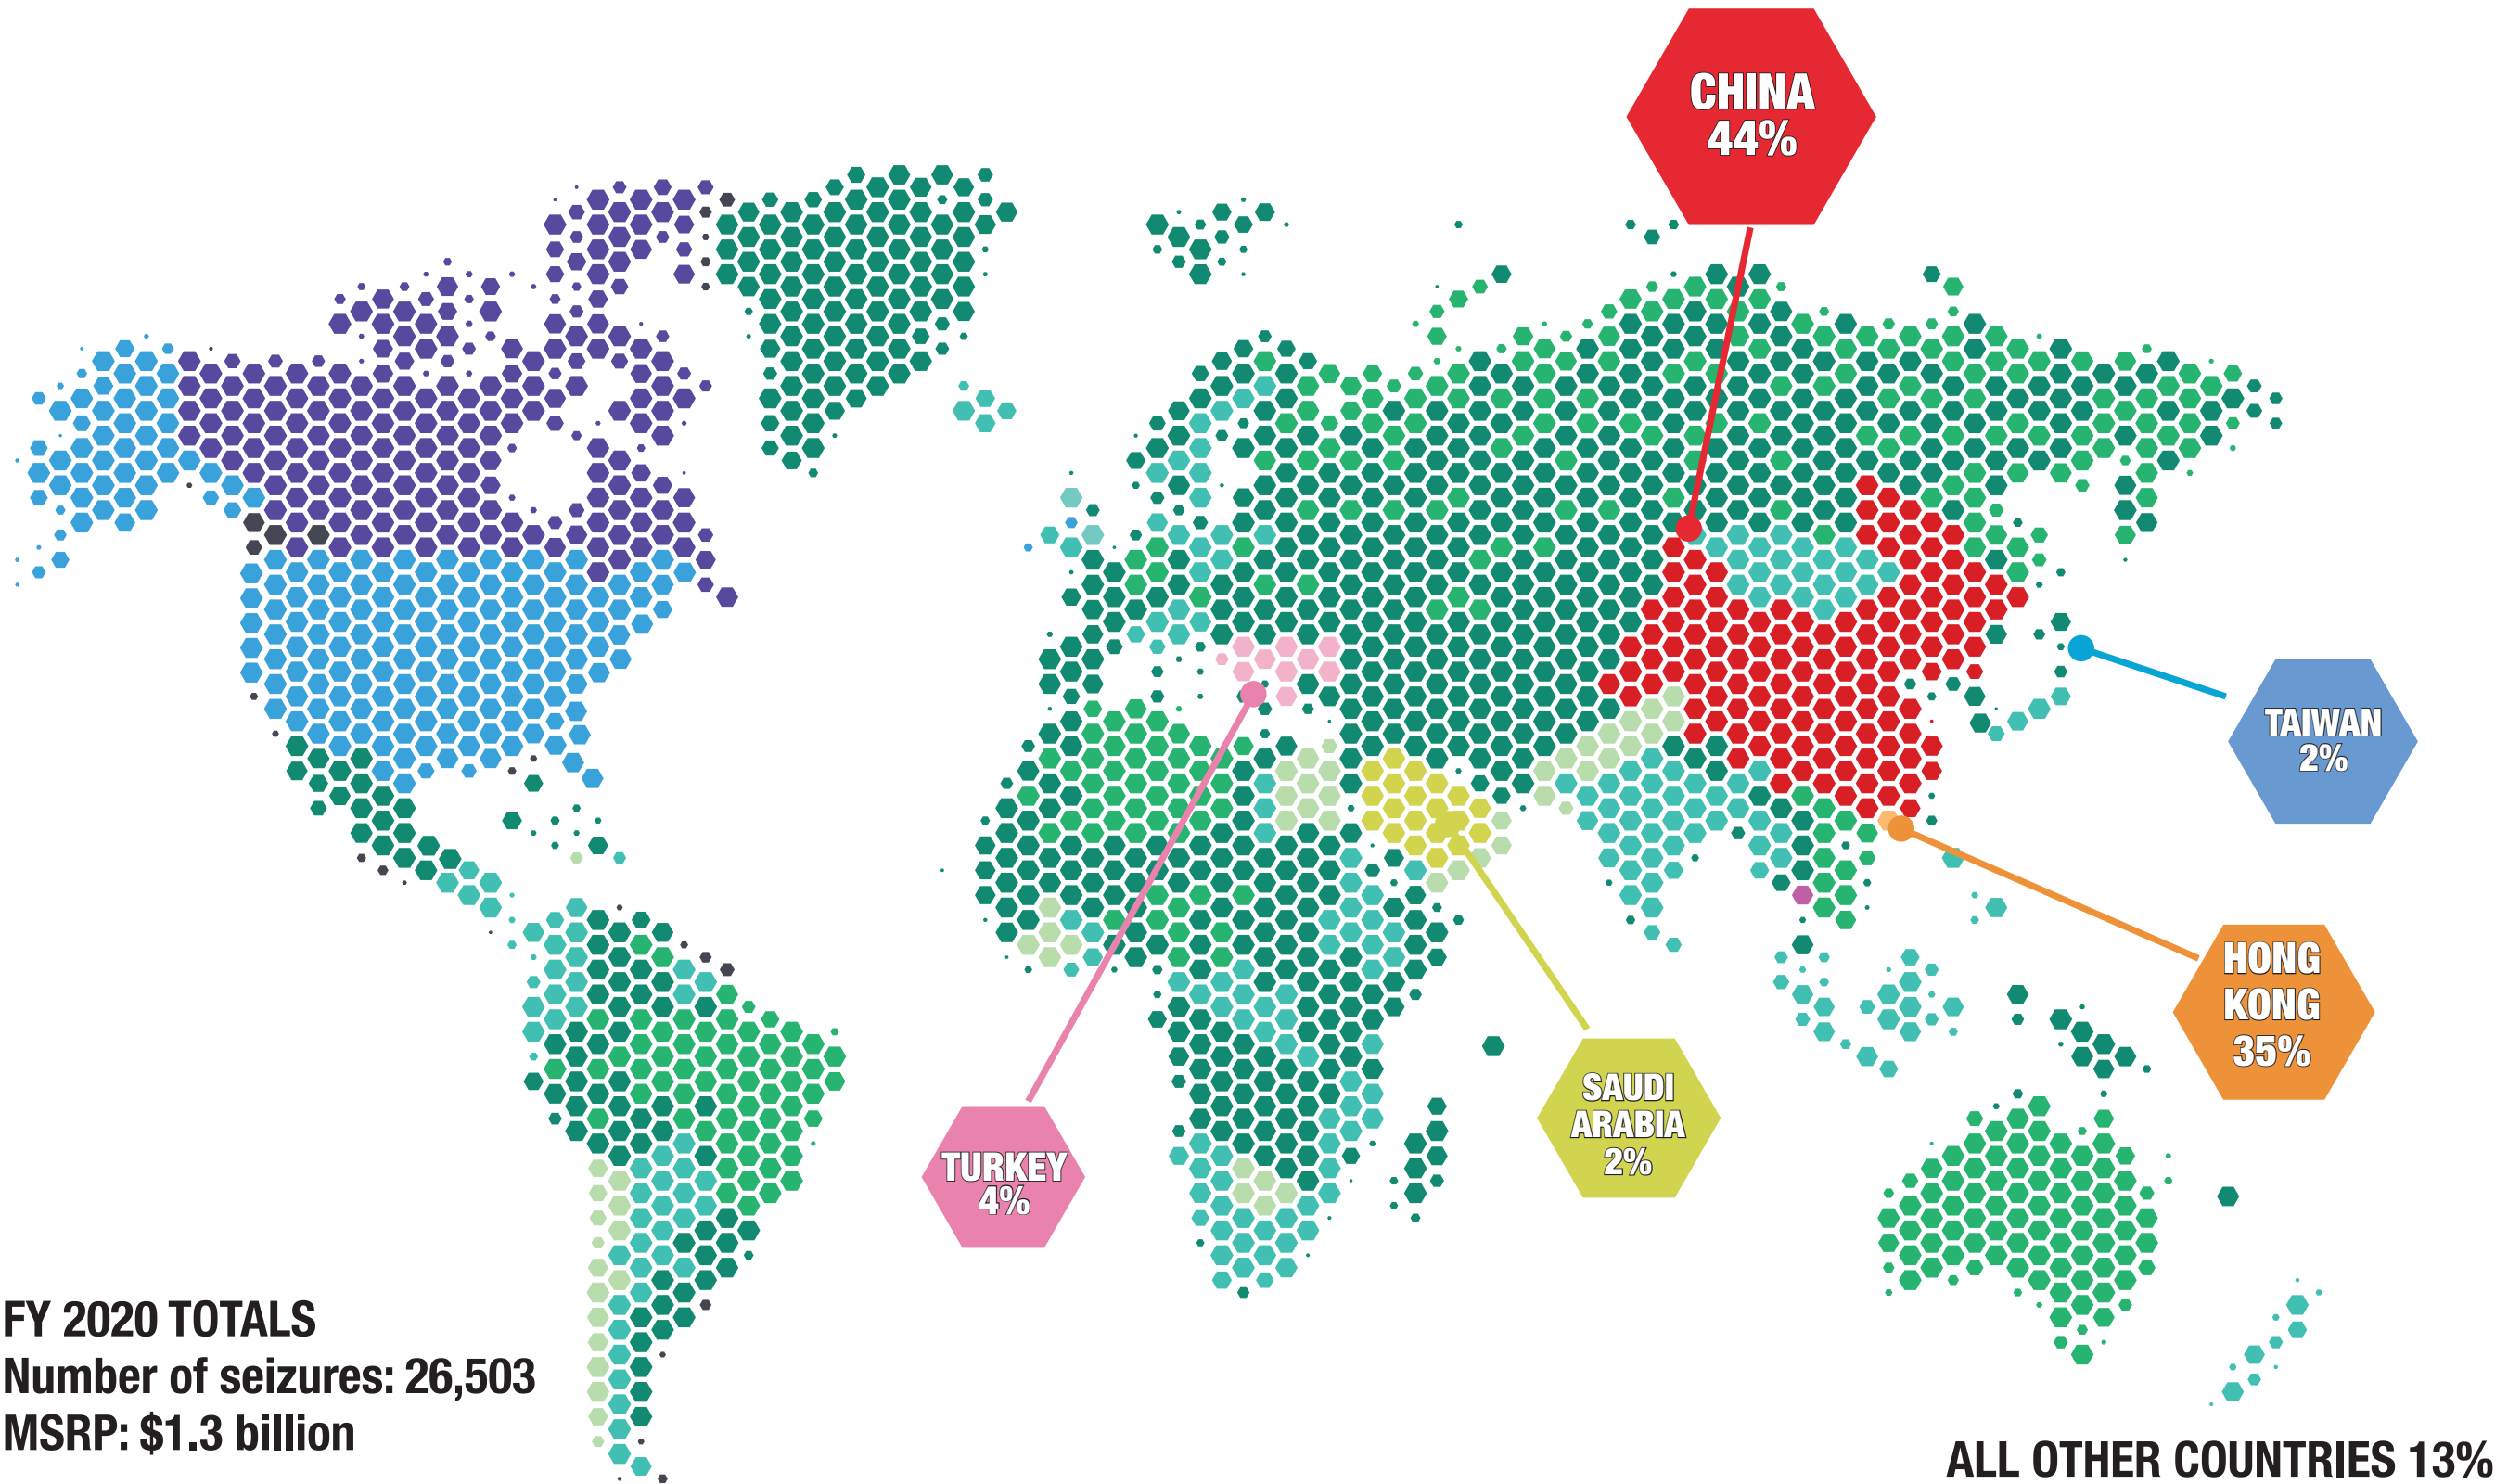 CHINA
44%
TAIWAN
2%
HONG
KONG
35%
SAUDI
ARABIA
2%
TURKEY
4%
FY 2020 TOTALS
Number of seizures: 26,503
MSRP: $1.3 billion
ALL OTHER COUNTRIES 13%